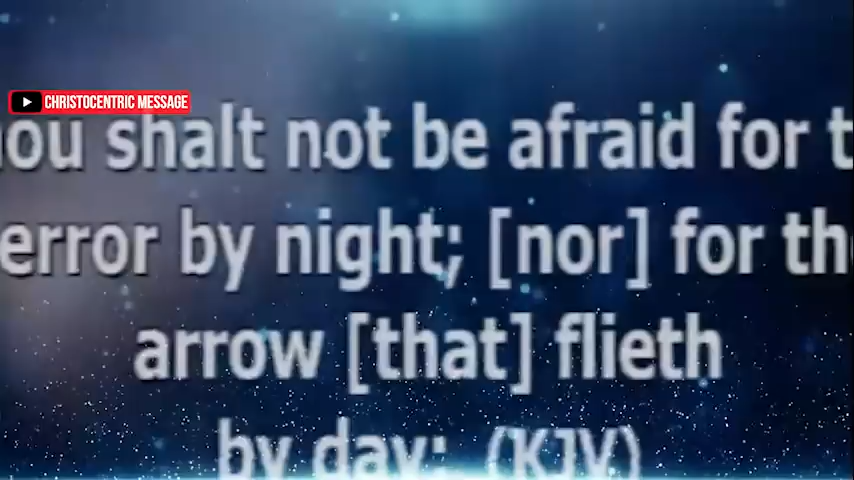 CHRISTOCENTRIC MESSAGE
hou shalt not be afraid for t
error by night; [nor] for the
arrow [that] flieth
by day; (KJV)